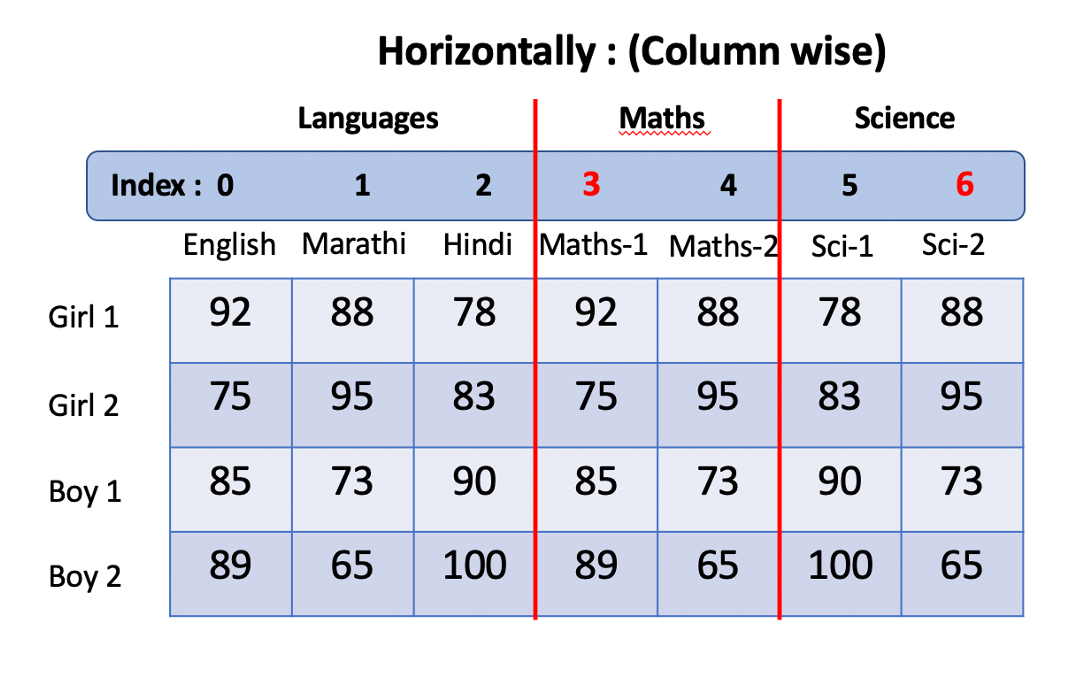 Horizontally : (Column wise)
Languages Maths Science
Index : 0 1 2 3 4 5 6
English Marathi Hindi Maths-1 Maths-2 Sci-1 Sci-2
Girl 1 92 88 78 92 88 78 88
Girl 2 75 95 83 75 95 83 95
Boy 1 85 73 90 85 73 90 73
Boy 2 89 65 100 89 65 100 65